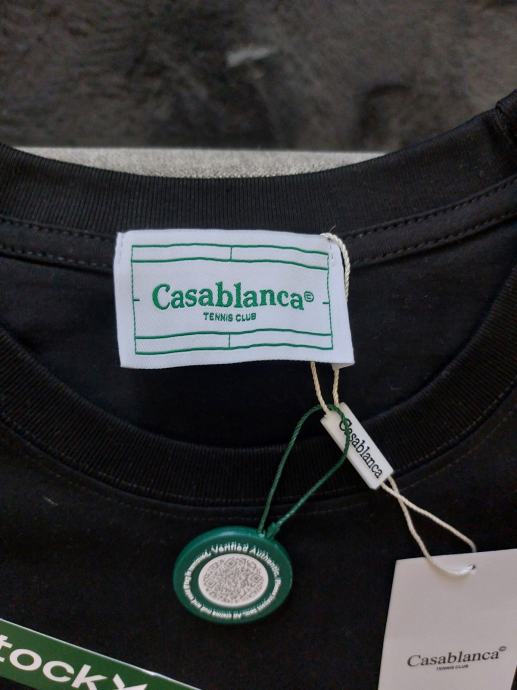 Casablanca©
TENNIS CLUB
Casablanca
Verified Authentic.
tockX
Casablanca©
TENNIS CLUB